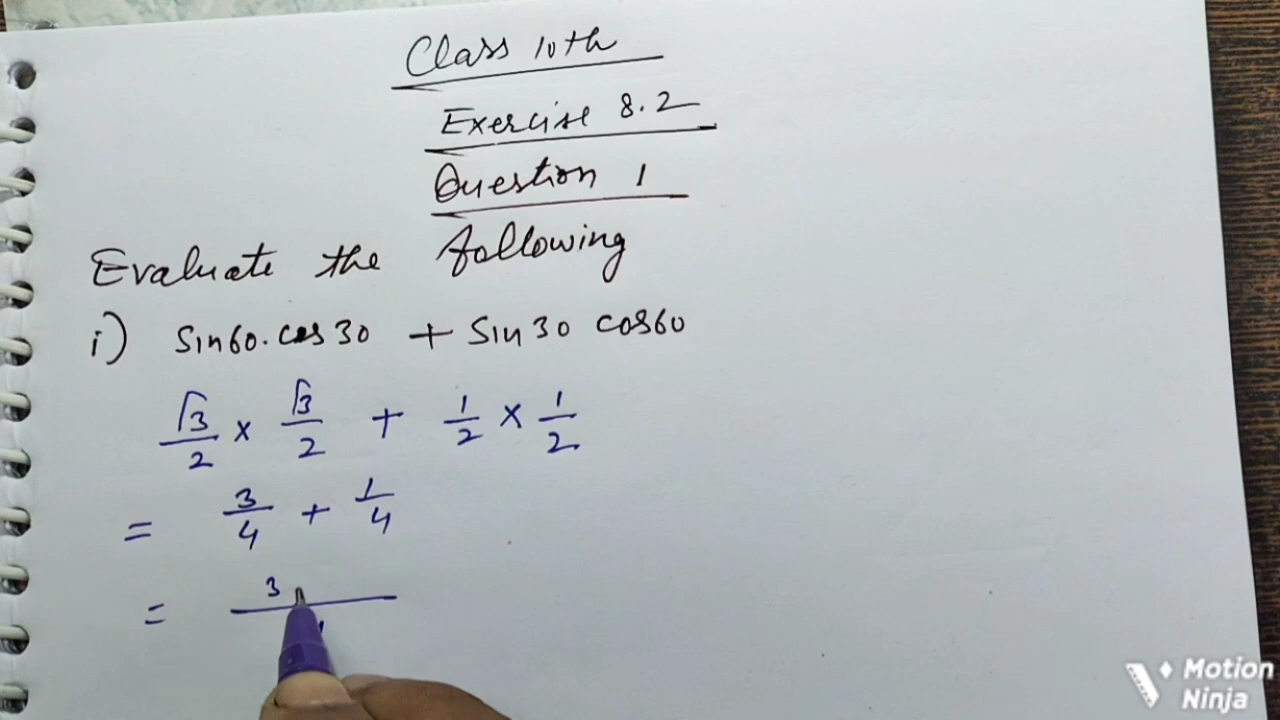 Class 10th
Exercise 8.2
Question 1
Evaluate the following
i) Sin60.cos30 + Sin30 cos60
√3/2 × √3/2 + 1/2 × 1/2
= 3/4 + 1/4
= 3
Motion
Ninja